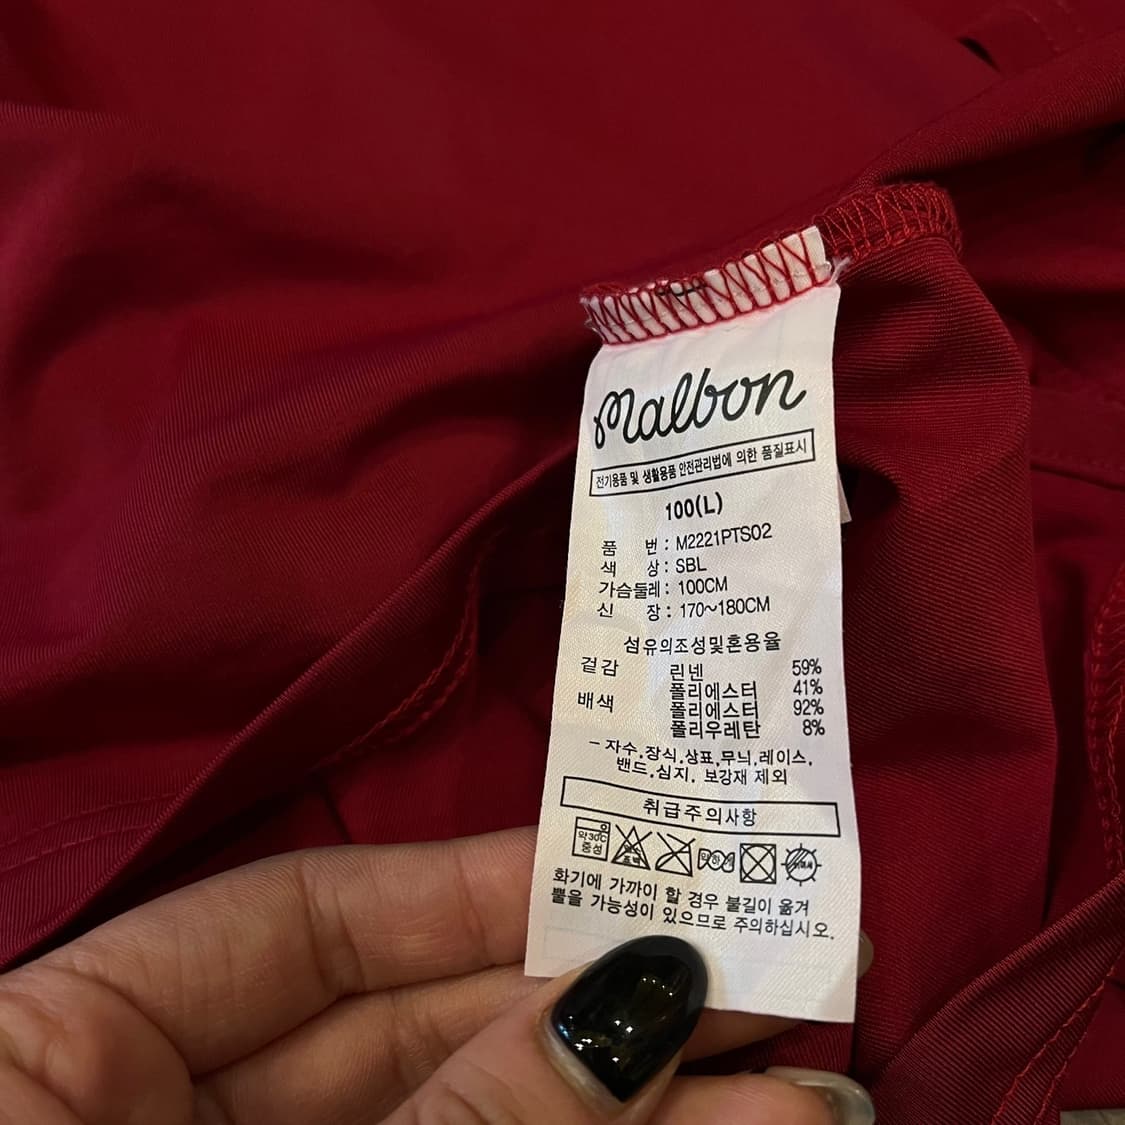 Malbon
전기용품 및 생활용품 안전관리법에 의한 품질표시
100(L)
품 번 : M2221PTS02
색 상 : SBL
가슴둘레 : 100CM
신 장 : 170~180CM
섬유의조성및혼용율
겉감 린넨 59%
폴리에스터 41%
배색 폴리에스터 92%
폴리우레탄 8%
- 자수.장식.상표.무늬.레이스.
밴드.심지. 보강재 제외
취급주의사항
약30℃
중성
약하게
화기에 가까이 할 경우 불길이 옮겨
붙을 가능성이 있으므로 주의하십시오.